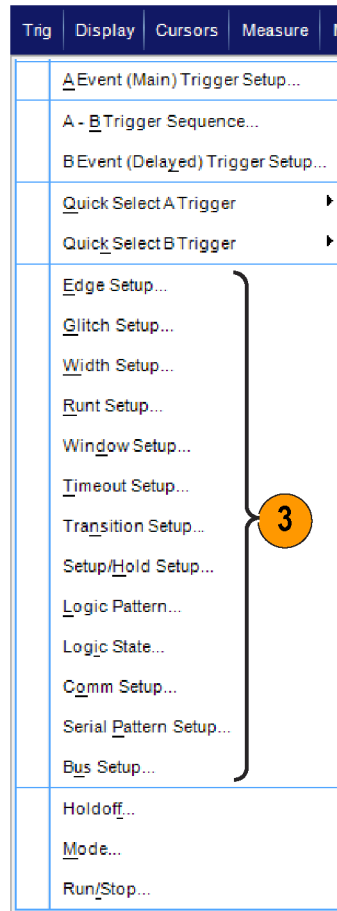 Trig Display Cursors Measure
A Event (Main) Trigger Setup...
A - B Trigger Sequence...
B Event (Delayed) Trigger Setup...
Quick Select A Trigger
Quick Select B Trigger
Edge Setup...
Glitch Setup...
Width Setup...
Runt Setup...
Window Setup...
Timeout Setup...
Transition Setup...
3
Setup/Hold Setup...
Logic Pattern...
Logic State...
Comm Setup...
Serial Pattern Setup...
Bus Setup...
Holdoff...
Mode...
Run/Stop...